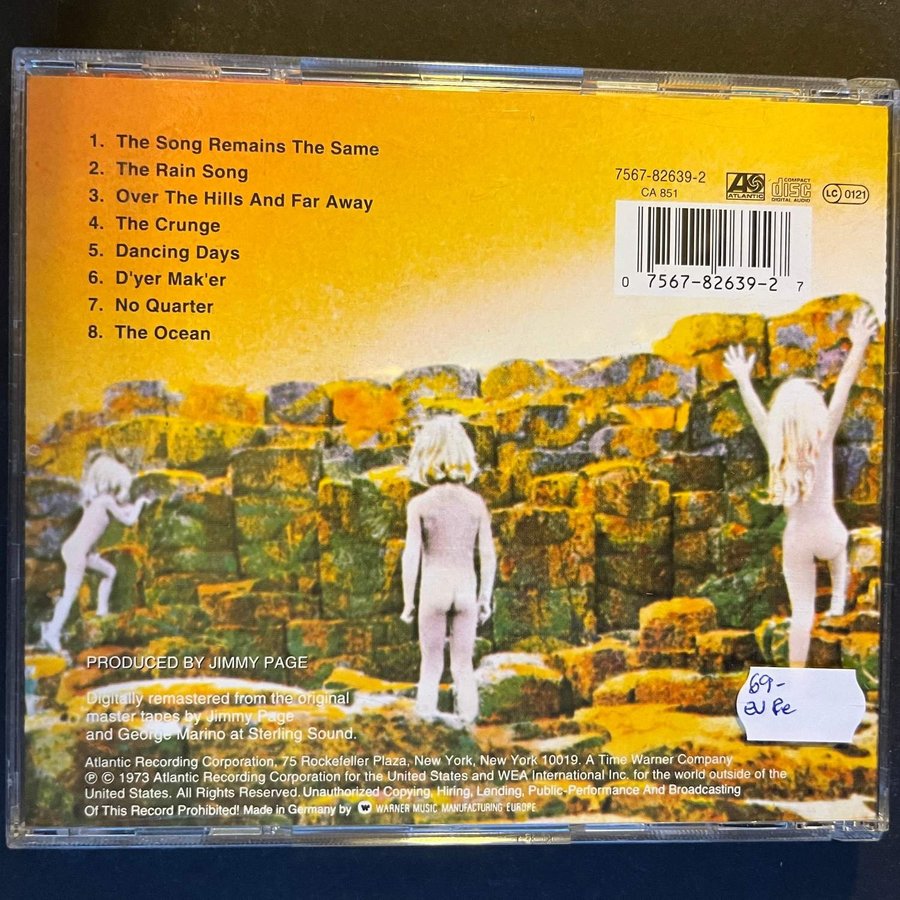 1. The Song Remains The Same
2. The Rain Song
3. Over The Hills And Far Away
4. The Crunge
5. Dancing Days
6. D'yer Mak'er
7. No Quarter
8. The Ocean
7567-82639-2
CA 851
ATLANTIC
COMPACT
disc
DIGITAL AUDIO
LC 0121
0 7567-82639-2 7
PRODUCED BY JIMMY PAGE
Digitally remastered from the original
master tapes by Jimmy Page
and George Marino at Sterling Sound.
69-
EU Re
Atlantic Recording Corporation, 75 Rockefeller Plaza, New York, New York 10019. A Time Warner Company
℗ © 1973 Atlantic Recording Corporation for the United States and WEA International Inc. for the world outside of the
United States. All Rights Reserved. Unauthorized Copying, Hiring, Lending, Public-Performance And Broadcasting
Of This Record Prohibited! Made in Germany by WARNER MUSIC MANUFACTURING EUROPE